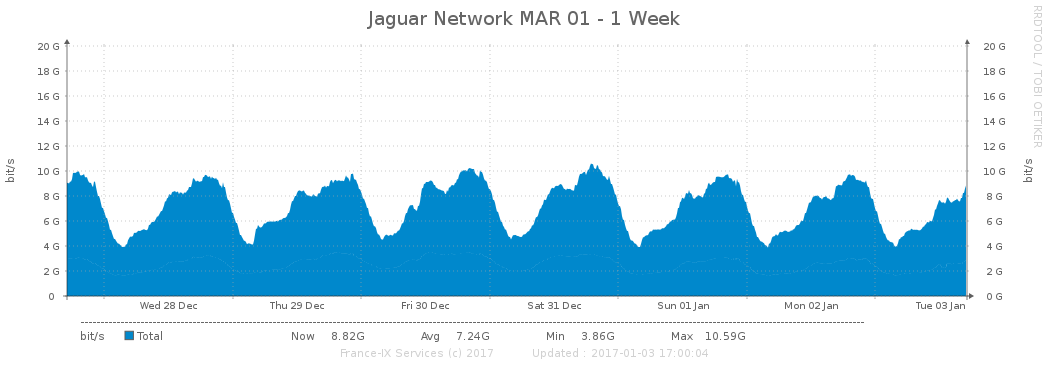 Jaguar Network MAR 01 - 1 Week
RRDTOOL / TOBI OETIKER
bit/s
20 G 20 G
18 G 18 G
16 G 16 G
14 G 14 G
12 G 12 G
10 G 10 G
8 G 8 G
6 G 6 G
4 G 4 G
2 G 2 G
0 0 G
bit/s
Wed 28 Dec Thu 29 Dec Fri 30 Dec Sat 31 Dec Sun 01 Jan Mon 02 Jan Tue 03 Jan
bit/s Total Now 8.82G Avg 7.24G Min 3.86G Max 10.59G
France-IX Services (c) 2017 Updated : 2017-01-03 17:00:04